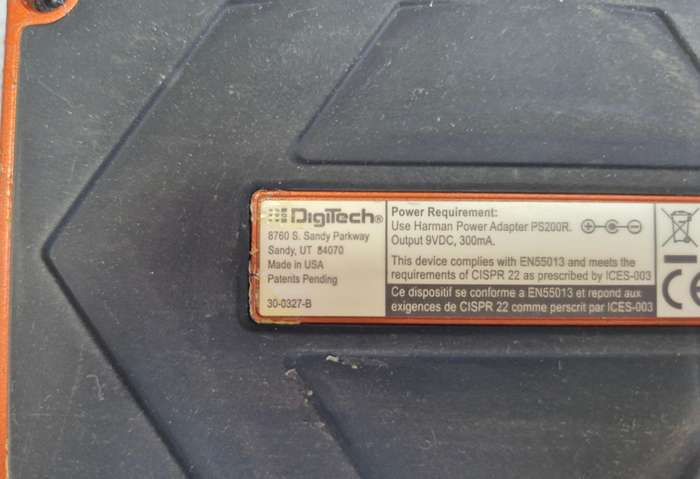 DigiTech®
8760 S. Sandy Parkway
Sandy, UT 84070
Made in USA
Patents Pending
30-0327-B
Power Requirement:
Use Harman Power Adapter PS200R.
Output 9VDC, 300mA.
This device complies with EN55013 and meets the
requirements of CISPR 22 as prescribed by ICES-003
Ce dispositif se conforme a EN55013 et repond aux
exigences de CISPR 22 comme perscrit par ICES-003
CE